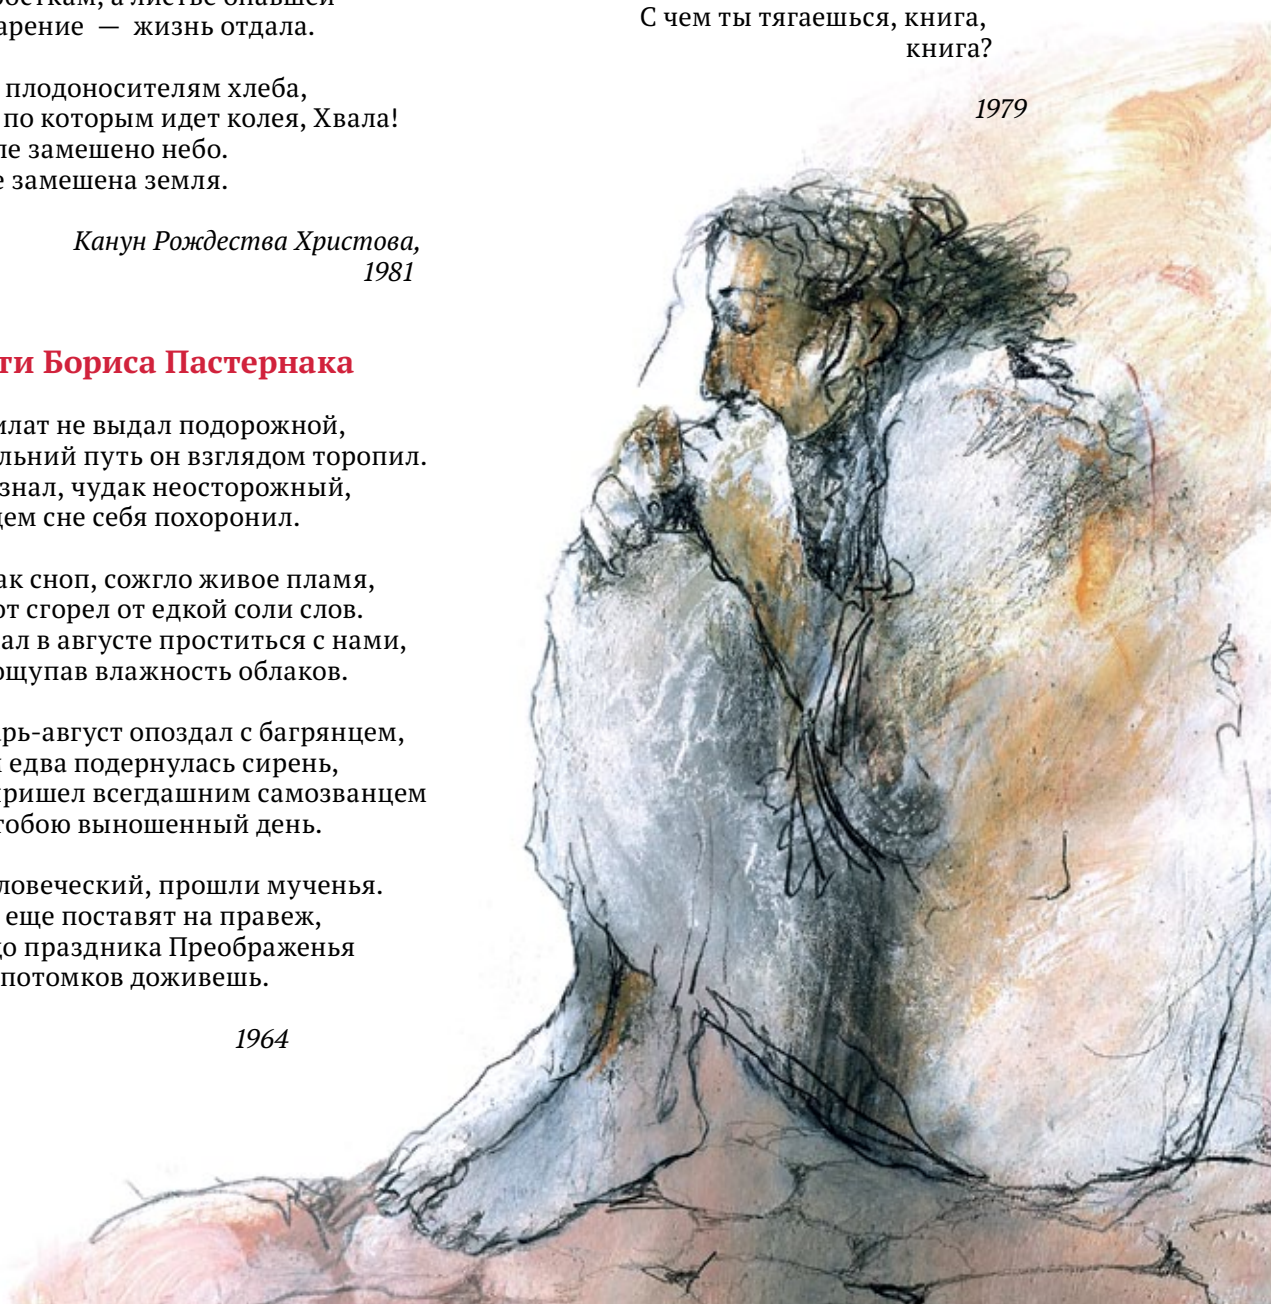 арение — жизнь отдала.
плодоносителям хлеба,
по которым идет колея, Хвала!
ле замешено небо.
е замешена земля.
Канун Рождества Христова,
1981
ти Бориса Пастернака
илат не выдал подорожной,
льний путь он взглядом торопил.
знал, чудак неосторожный,
цем сне себя похоронил.
ак сноп, сожгло живое пламя,
от сгорел от едкой соли слов.
ал в августе проститься с нами,
ощупав влажность облаков.
рь-август опоздал с багрянцем,
едва подернулась сирень,
пришел всегдашним самозванцем
тобою выношенный день.
ловеческий, прошли мученья.
еще поставят на правеж,
до праздника Преображенья
потомков доживешь.
1964
С чем ты тягаешься, книга,
книга?
1979